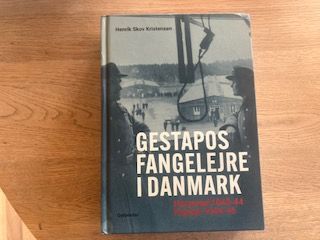 Henrik Skov Kristensen
GESTAPOS
FANGELEJRE
I DANMARK
Horserød 1943-44
Frøslev 1944-45
Gyldendal